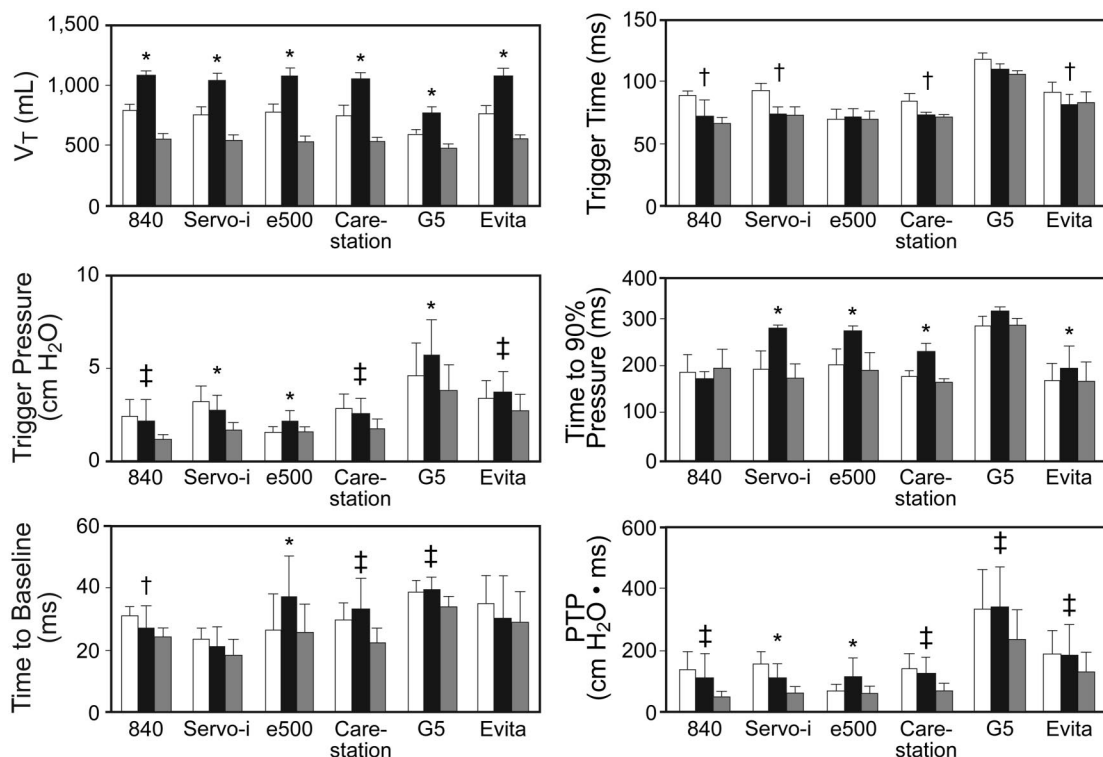 V_T (mL)
1,500
1,000
500
0
*
*
*
*
*
*
840
Servo-i
e500
Care-
station
G5
Evita
Trigger Time
(ms)
150
100
50
0
†
†
†
†
840
Servo-i
e500
Care-
station
G5
Evita
Trigger Pressure
(cm H₂O)
10
5
0
‡
*
*
‡
*
‡
840
Servo-i
e500
Care-
station
G5
Evita
Time to 90%
Pressure (ms)
400
300
200
100
0
*
*
*
*
840
Servo-i
e500
Care-
station
G5
Evita
Time to Baseline
(ms)
60
40
20
0
†
*
‡
‡
840
Servo-i
e500
Care-
station
G5
Evita
PTP
(cm H₂O • ms)
600
400
200
0
‡
*
*
‡
‡
‡
840
Servo-i
e500
Care-
station
G5
Evita